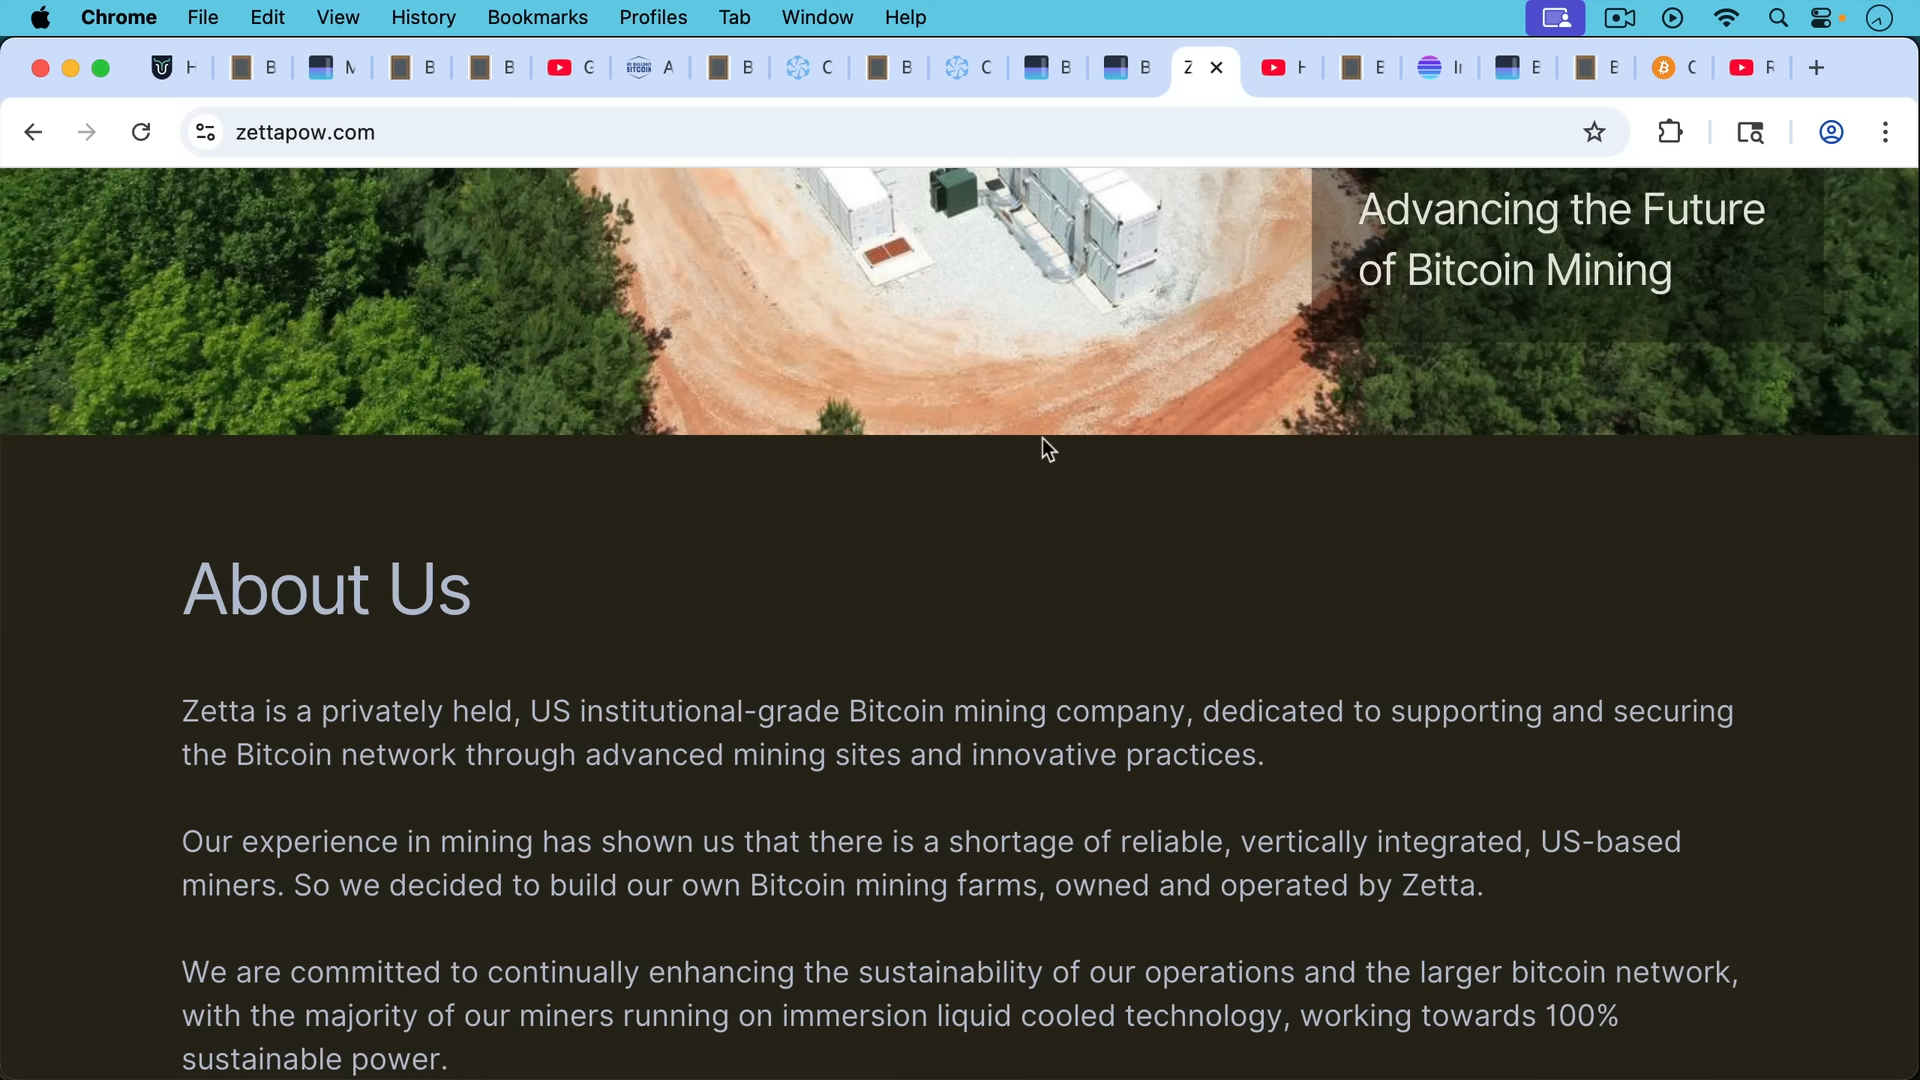 Chrome File Edit View History Bookmarks Profiles Tab Window Help
H B M B B G A B C B C B B Z H B Ir B B C R
zettapow.com
Advancing the Future
of Bitcoin Mining
About Us
Zetta is a privately held, US institutional-grade Bitcoin mining company, dedicated to supporting and securing
the Bitcoin network through advanced mining sites and innovative practices.
Our experience in mining has shown us that there is a shortage of reliable, vertically integrated, US-based
miners. So we decided to build our own Bitcoin mining farms, owned and operated by Zetta.
We are committed to continually enhancing the sustainability of our operations and the larger bitcoin network,
with the majority of our miners running on immersion liquid cooled technology, working towards 100%
sustainable power.